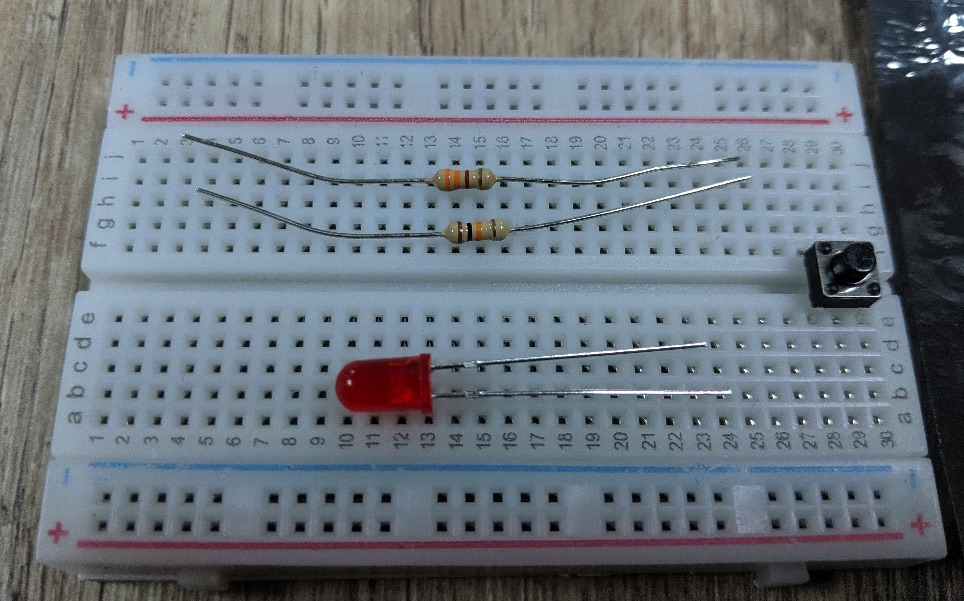 − −
+ +
1 2 3 5 6 7 8 9 10 11 12 13 14 15 16 17 18 19 20 21 22 23 24 25 26 27 28 29 30
j j
i i
h h
g
f
e e
d d
c c
b b
a a
1 2 3 4 5 6 7 8 9 10 11 12 13 14 15 16 17 18 19 20 21 22 23 24 25 26 27 28 29 30
− −
+ +